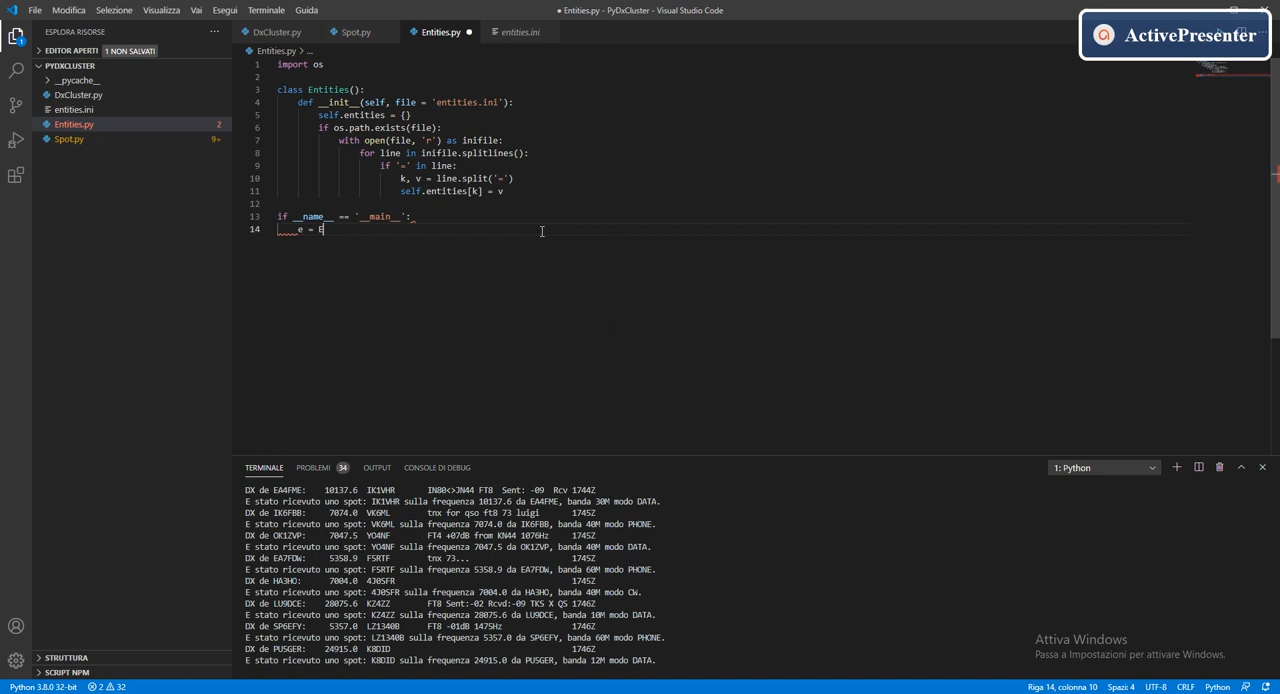 File Modifica Selezione Visualizza Vai Esegui Terminale Guida
● Entities.py - PyDxCluster - Visual Studio Code
ActivePresenter
ESPLORA RISORSE ···
EDITOR APERTI 1 NON SALVATI
PYDXCLUSTER
__pycache__
DxCluster.py
entities.ini
Entities.py 2
Spot.py 9+
STRUTTURA
SCRIPT NPM
DxCluster.py Spot.py Entities.py ● entities.ini
Entities.py > ...
1 import os
2
3 class Entities():
4 def __init__(self, file = 'entities.ini'):
5 self.entities = {}
6 if os.path.exists(file):
7 with open(file, 'r') as inifile:
8 for line in inifile.splitlines():
9 if '=' in line:
10 k, v = line.split('=')
11 self.entities[k] = v
12
13 if __name__ == '__main__':
14 e = E
TERMINALE PROBLEMI 34 OUTPUT CONSOLE DI DEBUG 1: Python
DX de EA4FME: 10137.6 IK1VHR IN80<>JN44 FT8 Sent: -09 Rcv 1744Z
E stato ricevuto uno spot: IK1VHR sulla frequenza 10137.6 da EA4FME, banda 30M modo DATA.
DX de IK6FBB: 7074.0 VK6ML tnx for qso ft8 73 luigi 1745Z
E stato ricevuto uno spot: VK6ML sulla frequenza 7074.0 da IK6FBB, banda 40M modo PHONE.
DX de OK1ZVP: 7047.5 YO4NF FT4 +07dB from KN44 1076Hz 1745Z
E stato ricevuto uno spot: YO4NF sulla frequenza 7047.5 da OK1ZVP, banda 40M modo DATA.
DX de EA7FDW: 5358.9 F5RTF tnx 73... 1745Z
E stato ricevuto uno spot: F5RTF sulla frequenza 5358.9 da EA7FDW, banda 60M modo PHONE.
DX de HA3HO: 7004.0 4J0SFR 1745Z
E stato ricevuto uno spot: 4J0SFR sulla frequenza 7004.0 da HA3HO, banda 40M modo CW.
DX de LU9DCE: 28075.6 KZ4ZZ FT8 Sent:-02 Rcvd:-09 TKS X QS 1746Z
E stato ricevuto uno spot: KZ4ZZ sulla frequenza 28075.6 da LU9DCE, banda 10M modo DATA.
DX de SP6EFY: 5357.0 LZ1340B FT8 -01dB 1475Hz 1746Z
E stato ricevuto uno spot: LZ1340B sulla frequenza 5357.0 da SP6EFY, banda 60M modo PHONE.
DX de PU5GER: 24915.0 K8DID 1746Z
E stato ricevuto uno spot: K8DID sulla frequenza 24915.0 da PU5GER, banda 12M modo DATA.
Attiva Windows
Passa a Impostazioni per attivare Windows.
Python 3.8.0 32-bit 2 32 Riga 14, colonna 10 Spazi: 4 UTF-8 CRLF Python